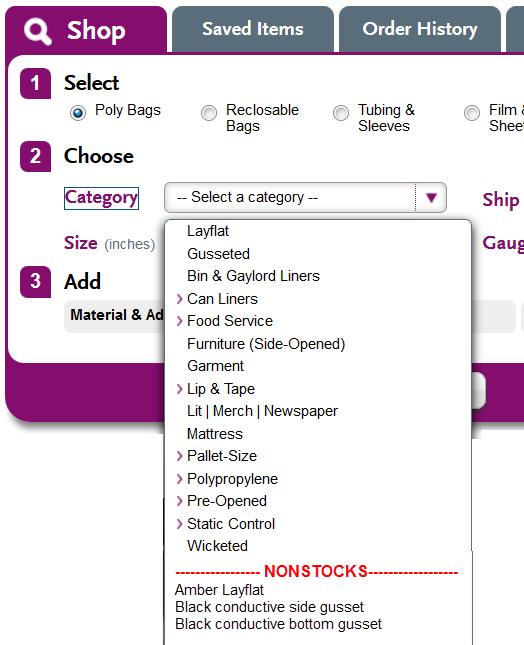 Shop
Saved Items
Order History
1 Select
Poly Bags
Reclosable
Bags
Tubing &
Sleeves
Film &
Sheet
2 Choose
Category
-- Select a category --
Ship
Size (inches)
Gaug
3 Add
Material & Ad
Layflat
Gusseted
Bin & Gaylord Liners
Can Liners
Food Service
Furniture (Side-Opened)
Garment
Lip & Tape
Lit | Merch | Newspaper
Mattress
Pallet-Size
Polypropylene
Pre-Opened
Static Control
Wicketed
----------------- NONSTOCKS------------------
Amber Layflat
Black conductive side gusset
Black conductive bottom gusset